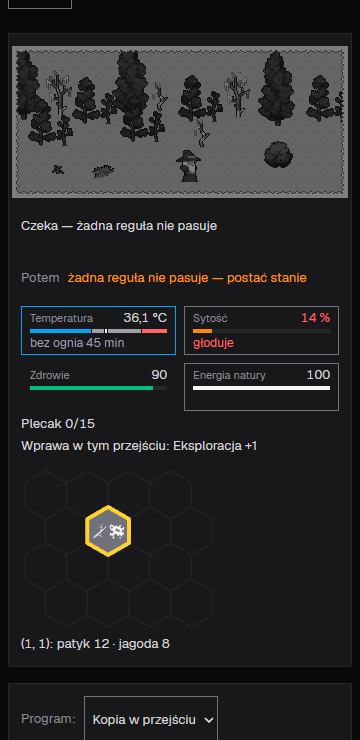 Czeka — żadna reguła nie pasuje
Potem żadna reguła nie pasuje — postać stanie
Temperatura 36,1 °C
bez ognia 45 min
Sytość 14 %
głoduje
Zdrowie 90
Energia natury 100
Plecak 0/15
Wprawa w tym przejściu: Eksploracja +1
(1, 1): patyk 12 · jagoda 8
Program: Kopia w przejściu